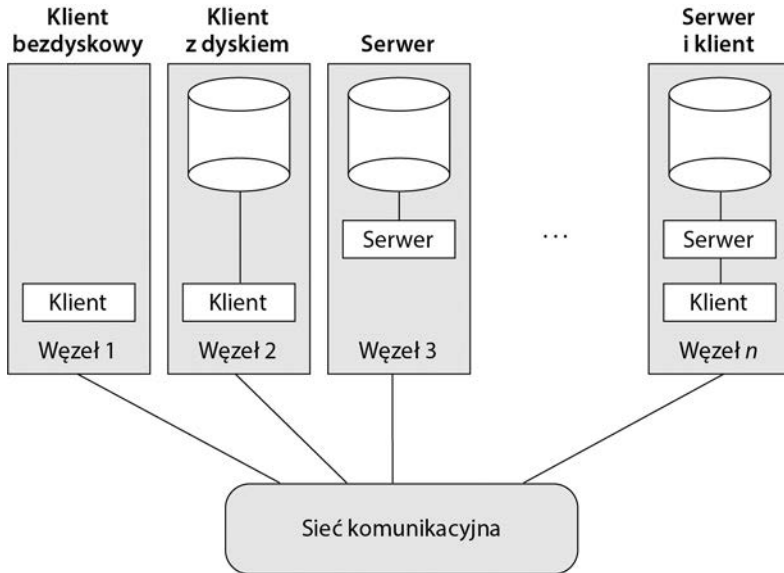 Klient
bezdyskowy
Klient
z dyskiem
Serwer
Serwer
i klient
Klient
Węzeł 1
Klient
Węzeł 2
Serwer
Węzeł 3
...
Serwer
Klient
Węzeł n
Sieć komunikacyjna